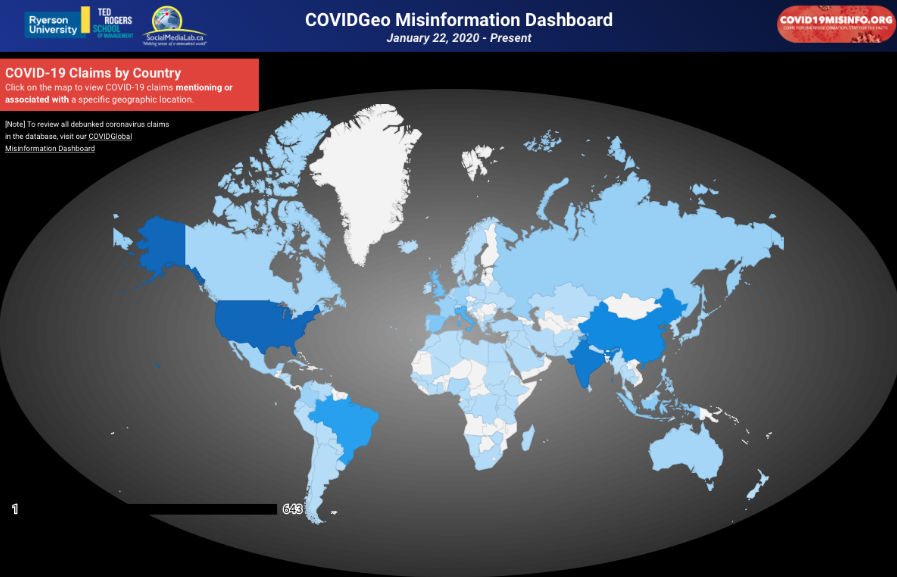 Ryerson
University
TED
ROGERS
SCHOOL
OF MANAGEMENT
SocialMediaLab.ca
"Making sense of a networked world"
COVIDGeo Misinformation Dashboard
January 22, 2020 - Present
COVID19MISINFO.ORG
COVID-19 Claims by Country
Click on the map to view COVID-19 claims mentioning or
associated with a specific geographic location.
[Note] To review all debunked coronavirus claims
in the database, visit our COVIDGlobal
Misinformation Dashboard
1
643